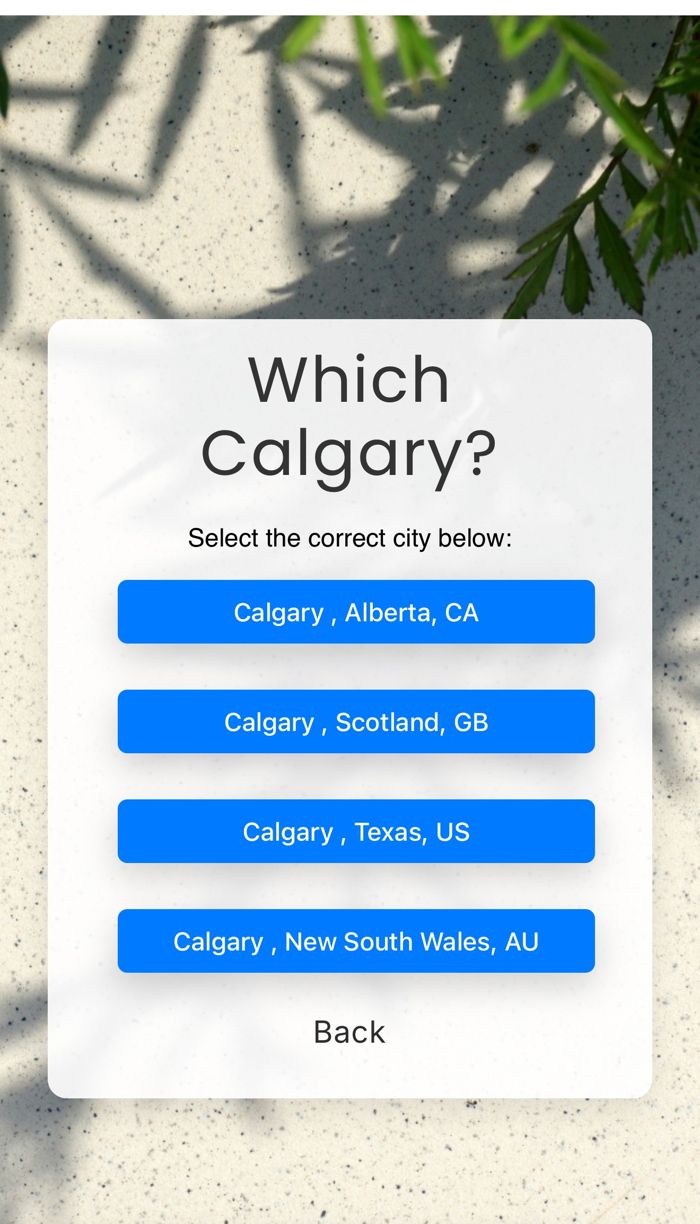 Which
Calgary?
Select the correct city below:
Calgary , Alberta, CA
Calgary , Scotland, GB
Calgary , Texas, US
Calgary , New South Wales, AU
Back